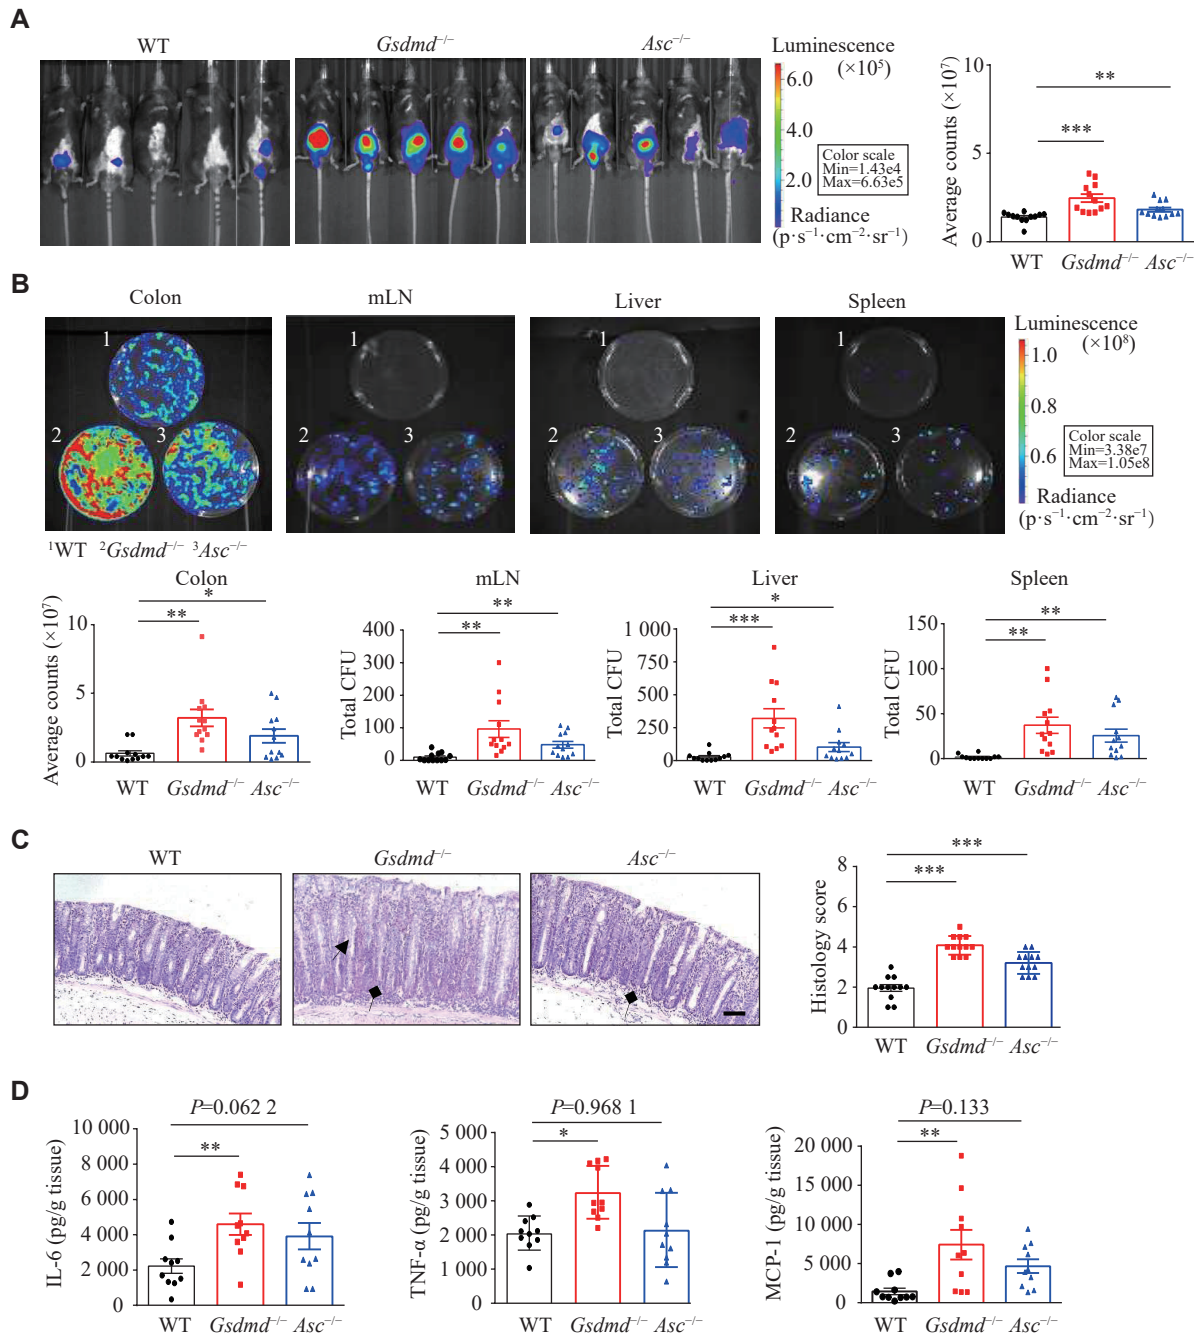 A
WT
Gsdmd⁻/⁻
Asc⁻/⁻
Luminescence
(×10⁵)
6.0
4.0
2.0
Color scale
Min=1.43e4
Max=6.63e5
Radiance
(p·s⁻¹·cm⁻²·sr⁻¹)
Average counts (×10⁷)
10
5
0
**
***
WT Gsdmd⁻/⁻ Asc⁻/⁻
B
Colon
mLN
Liver
Spleen
1
2
3
1
2
3
1
2
3
1
2
3
Luminescence
(×10⁸)
1.0
0.8
0.6
Color scale
Min=3.38e7
Max=1.05e8
Radiance
(p·s⁻¹·cm⁻²·sr⁻¹)
¹WT ²Gsdmd⁻/⁻ ³Asc⁻/⁻
Colon
Average counts (×10⁷)
10
5
0
*
**
WT Gsdmd⁻/⁻ Asc⁻/⁻
mLN
Total CFU
400
300
200
100
0
**
**
WT Gsdmd⁻/⁻ Asc⁻/⁻
Liver
Total CFU
1 000
750
500
250
0
*
***
WT Gsdmd⁻/⁻ Asc⁻/⁻
Spleen
Total CFU
150
100
50
0
**
**
WT Gsdmd⁻/⁻ Asc⁻/⁻
C
WT
Gsdmd⁻/⁻
Asc⁻/⁻
Histology score
8
6
4
2
0
***
***
WT Gsdmd⁻/⁻ Asc⁻/⁻
D
IL-6 (pg/g tissue)
10 000
8 000
6 000
4 000
2 000
0
P=0.062 2
**
WT Gsdmd⁻/⁻ Asc⁻/⁻
TNF-α (pg/g tissue)
5 000
4 000
3 000
2 000
1 000
0
P=0.968 1
*
WT Gsdmd⁻/⁻ Asc⁻/⁻
MCP-1 (pg/g tissue)
20 000
15 000
10 000
5 000
0
P=0.133
**
WT Gsdmd⁻/⁻ Asc⁻/⁻